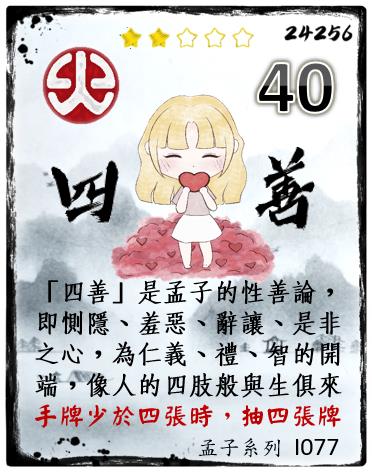 24256
火
40
四善
「四善」是孟子的性善論，
即惻隱、羞惡、辭讓、是非
之心，為仁義、禮、智的開
端，像人的四肢般與生俱來
手牌少於四張時，抽四張牌
孟子系列 1077